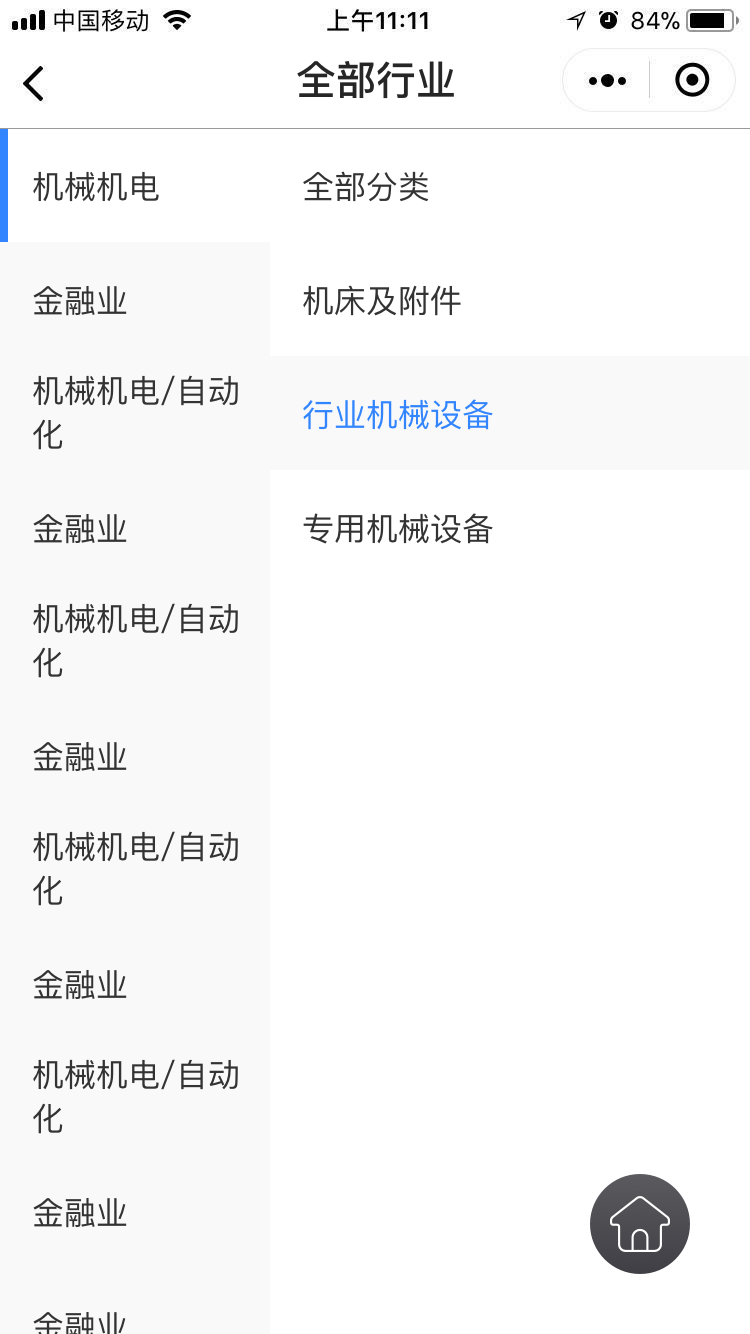 中国移动 上午11:11 84%
全部行业
机械机电
全部分类
金融业
机床及附件
机械机电/自动
化
行业机械设备
金融业
专用机械设备
机械机电/自动
化
金融业
机械机电/自动
化
金融业
机械机电/自动
化
金融业
金融业